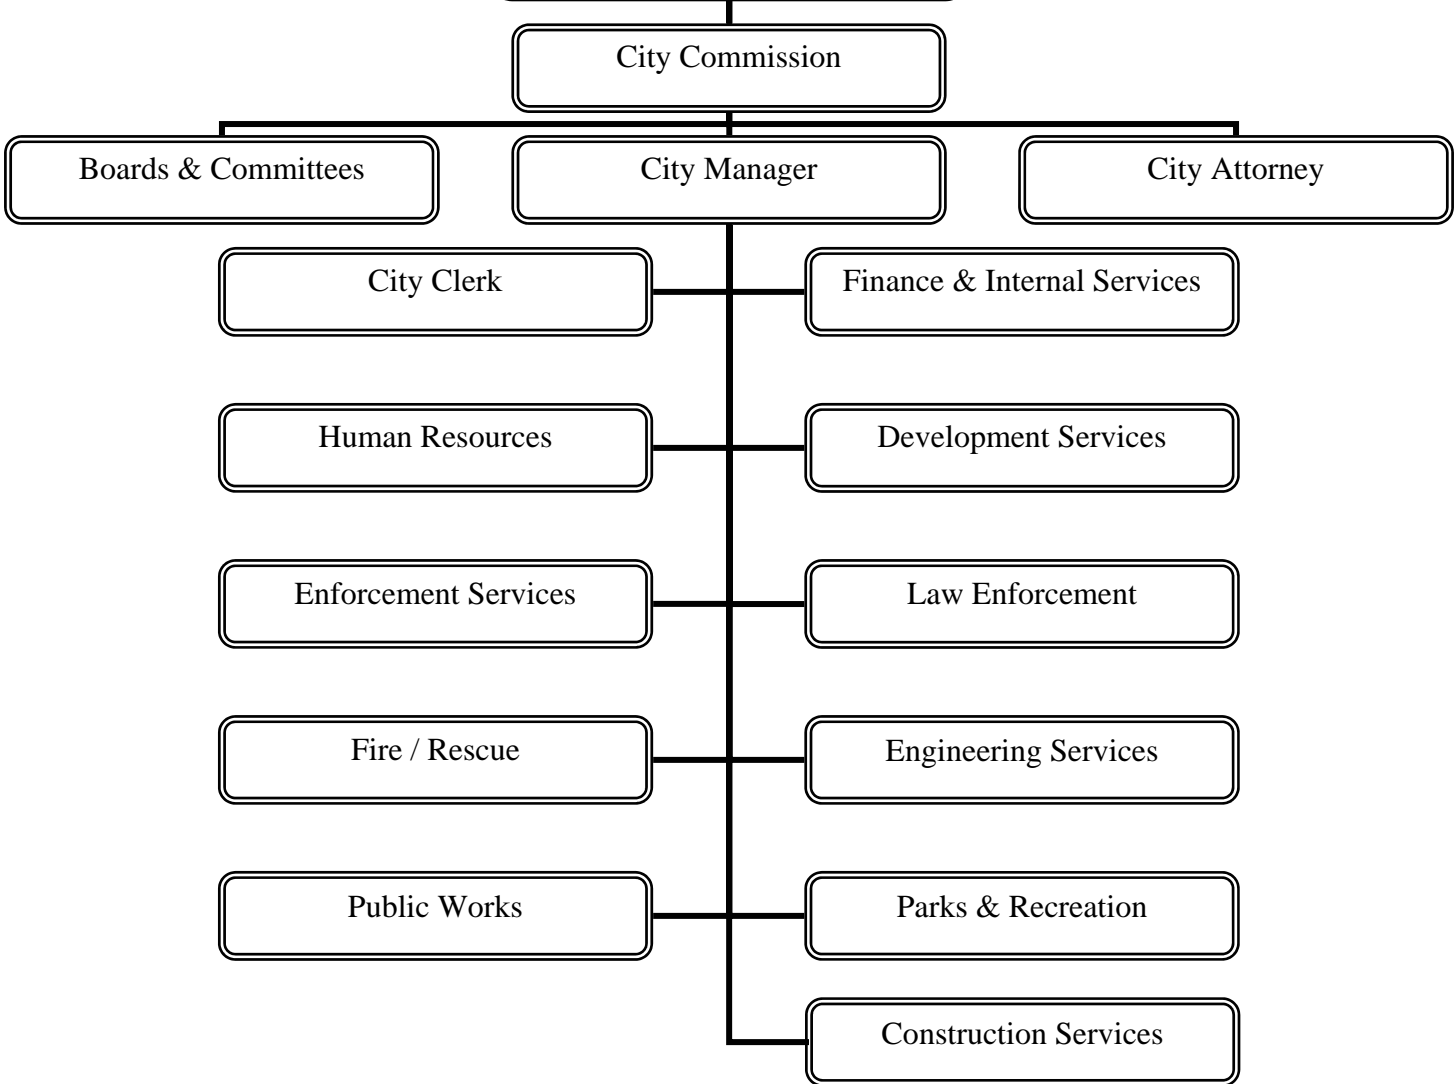 City Commission
Boards & Committees
City Manager
City Attorney
City Clerk
Finance & Internal Services
Human Resources
Development Services
Enforcement Services
Law Enforcement
Fire / Rescue
Engineering Services
Public Works
Parks & Recreation
Construction Services